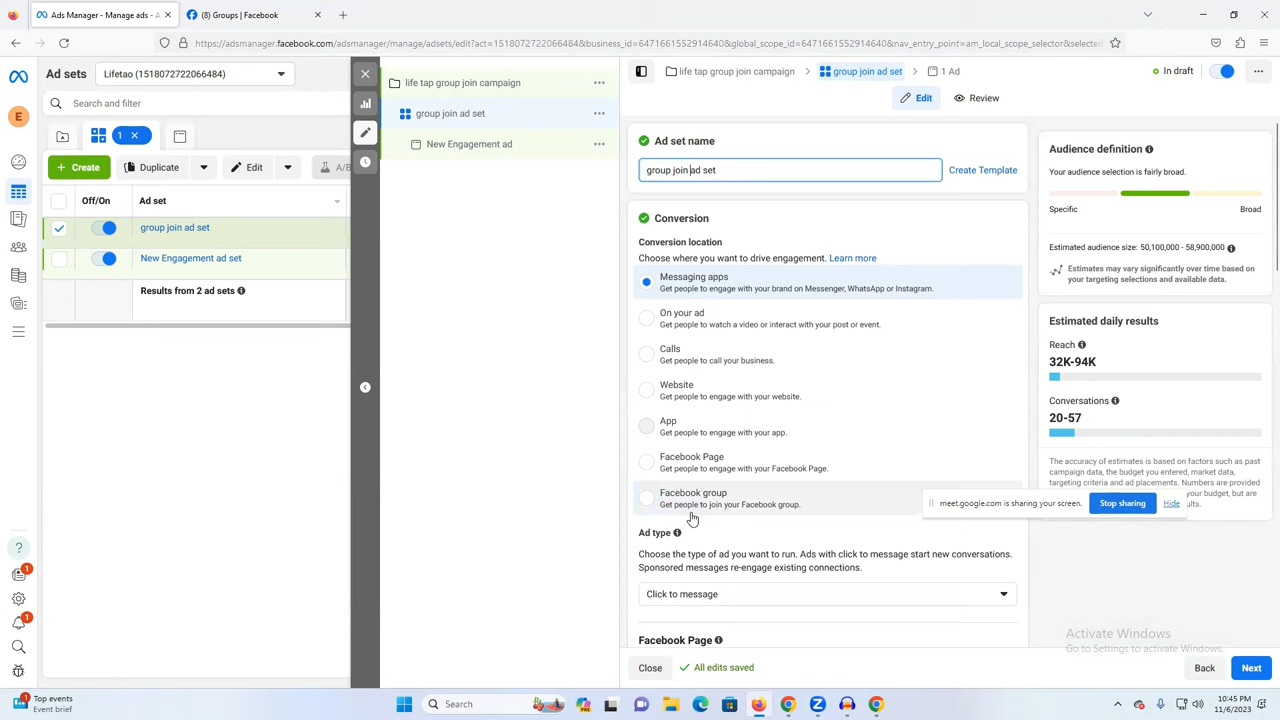 Ads Manager - Manage ads - A
(8) Groups | Facebook
https://adsmanager.facebook.com/adsmanager/manage/adsets/edit?act=1518072722066484&business_id=6471661552914640&global_scope_id=6471661552914640&nav_entry_point=am_local_scope_selector&selected
Ad sets
Lifetao (1518072722066484)
Search and filter
1
Create
Duplicate
Edit
A/B
Off/On
Ad set
group join ad set
New Engagement ad set
Results from 2 ad sets
E
1
1
life tap group join campaign
group join ad set
New Engagement ad
life tap group join campaign
group join ad set
1 Ad
In draft
Edit
Review
Ad set name
group join ad set
Create Template
Conversion
Conversion location
Choose where you want to drive engagement. Learn more
Messaging apps
Get people to engage with your brand on Messenger, WhatsApp or Instagram.
On your ad
Get people to watch a video or interact with your post or event.
Calls
Get people to call your business.
Website
Get people to engage with your website.
App
Get people to engage with your app.
Facebook Page
Get people to engage with your Facebook Page.
Facebook group
Get people to join your Facebook group.
Ad type
Choose the type of ad you want to run. Ads with click to message start new conversations.
Sponsored messages re-engage existing connections.
Click to message
Facebook Page
Close
All edits saved
Back
Next
Audience definition
Your audience selection is fairly broad.
Specific
Broad
Estimated audience size: 50,100,000 - 58,900,000
Estimates may vary significantly over time based on
your targeting selections and available data.
Estimated daily results
Reach
32K-94K
Conversations
20-57
The accuracy of estimates is based on factors such as past
campaign data, the budget you entered, market data,
targeting criteria and ad placements. Numbers are provided
your budget, but are
ults.
meet.google.com is sharing your screen.
Stop sharing
Hide
Activate Windows
Go to Settings to activate Windows.
1
Top events
Event brief
Search
10:45 PM
11/6/2023